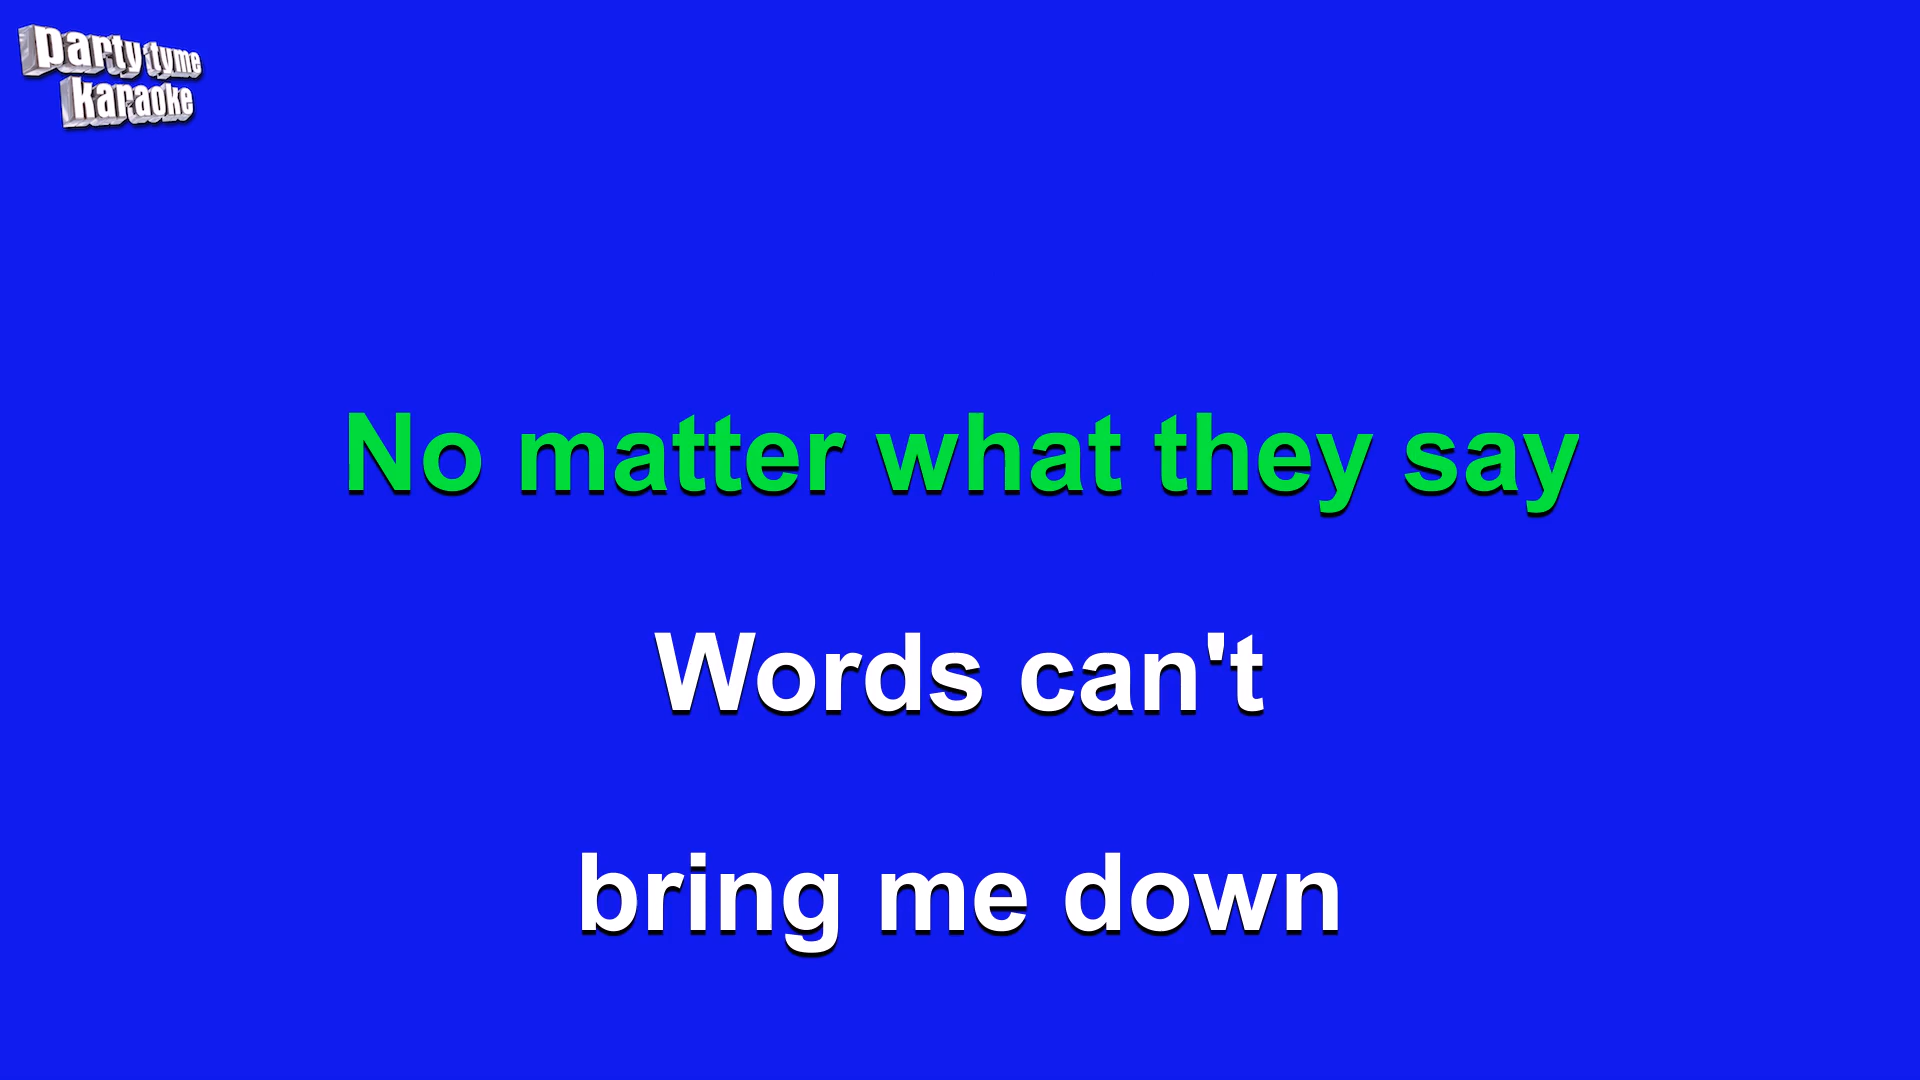 party tyme
karaoke
No matter what they say
Words can't
bring me down